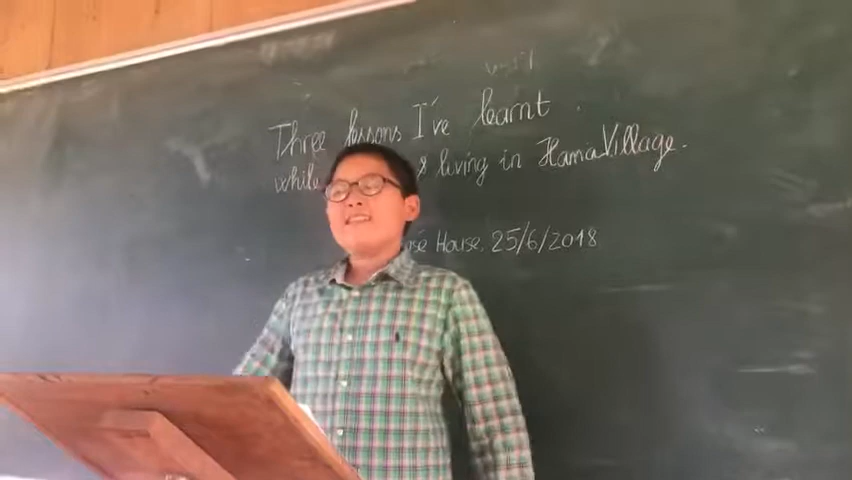 Three lessons I've learnt.
while & living in Hama Village.
House, 25/6/2018